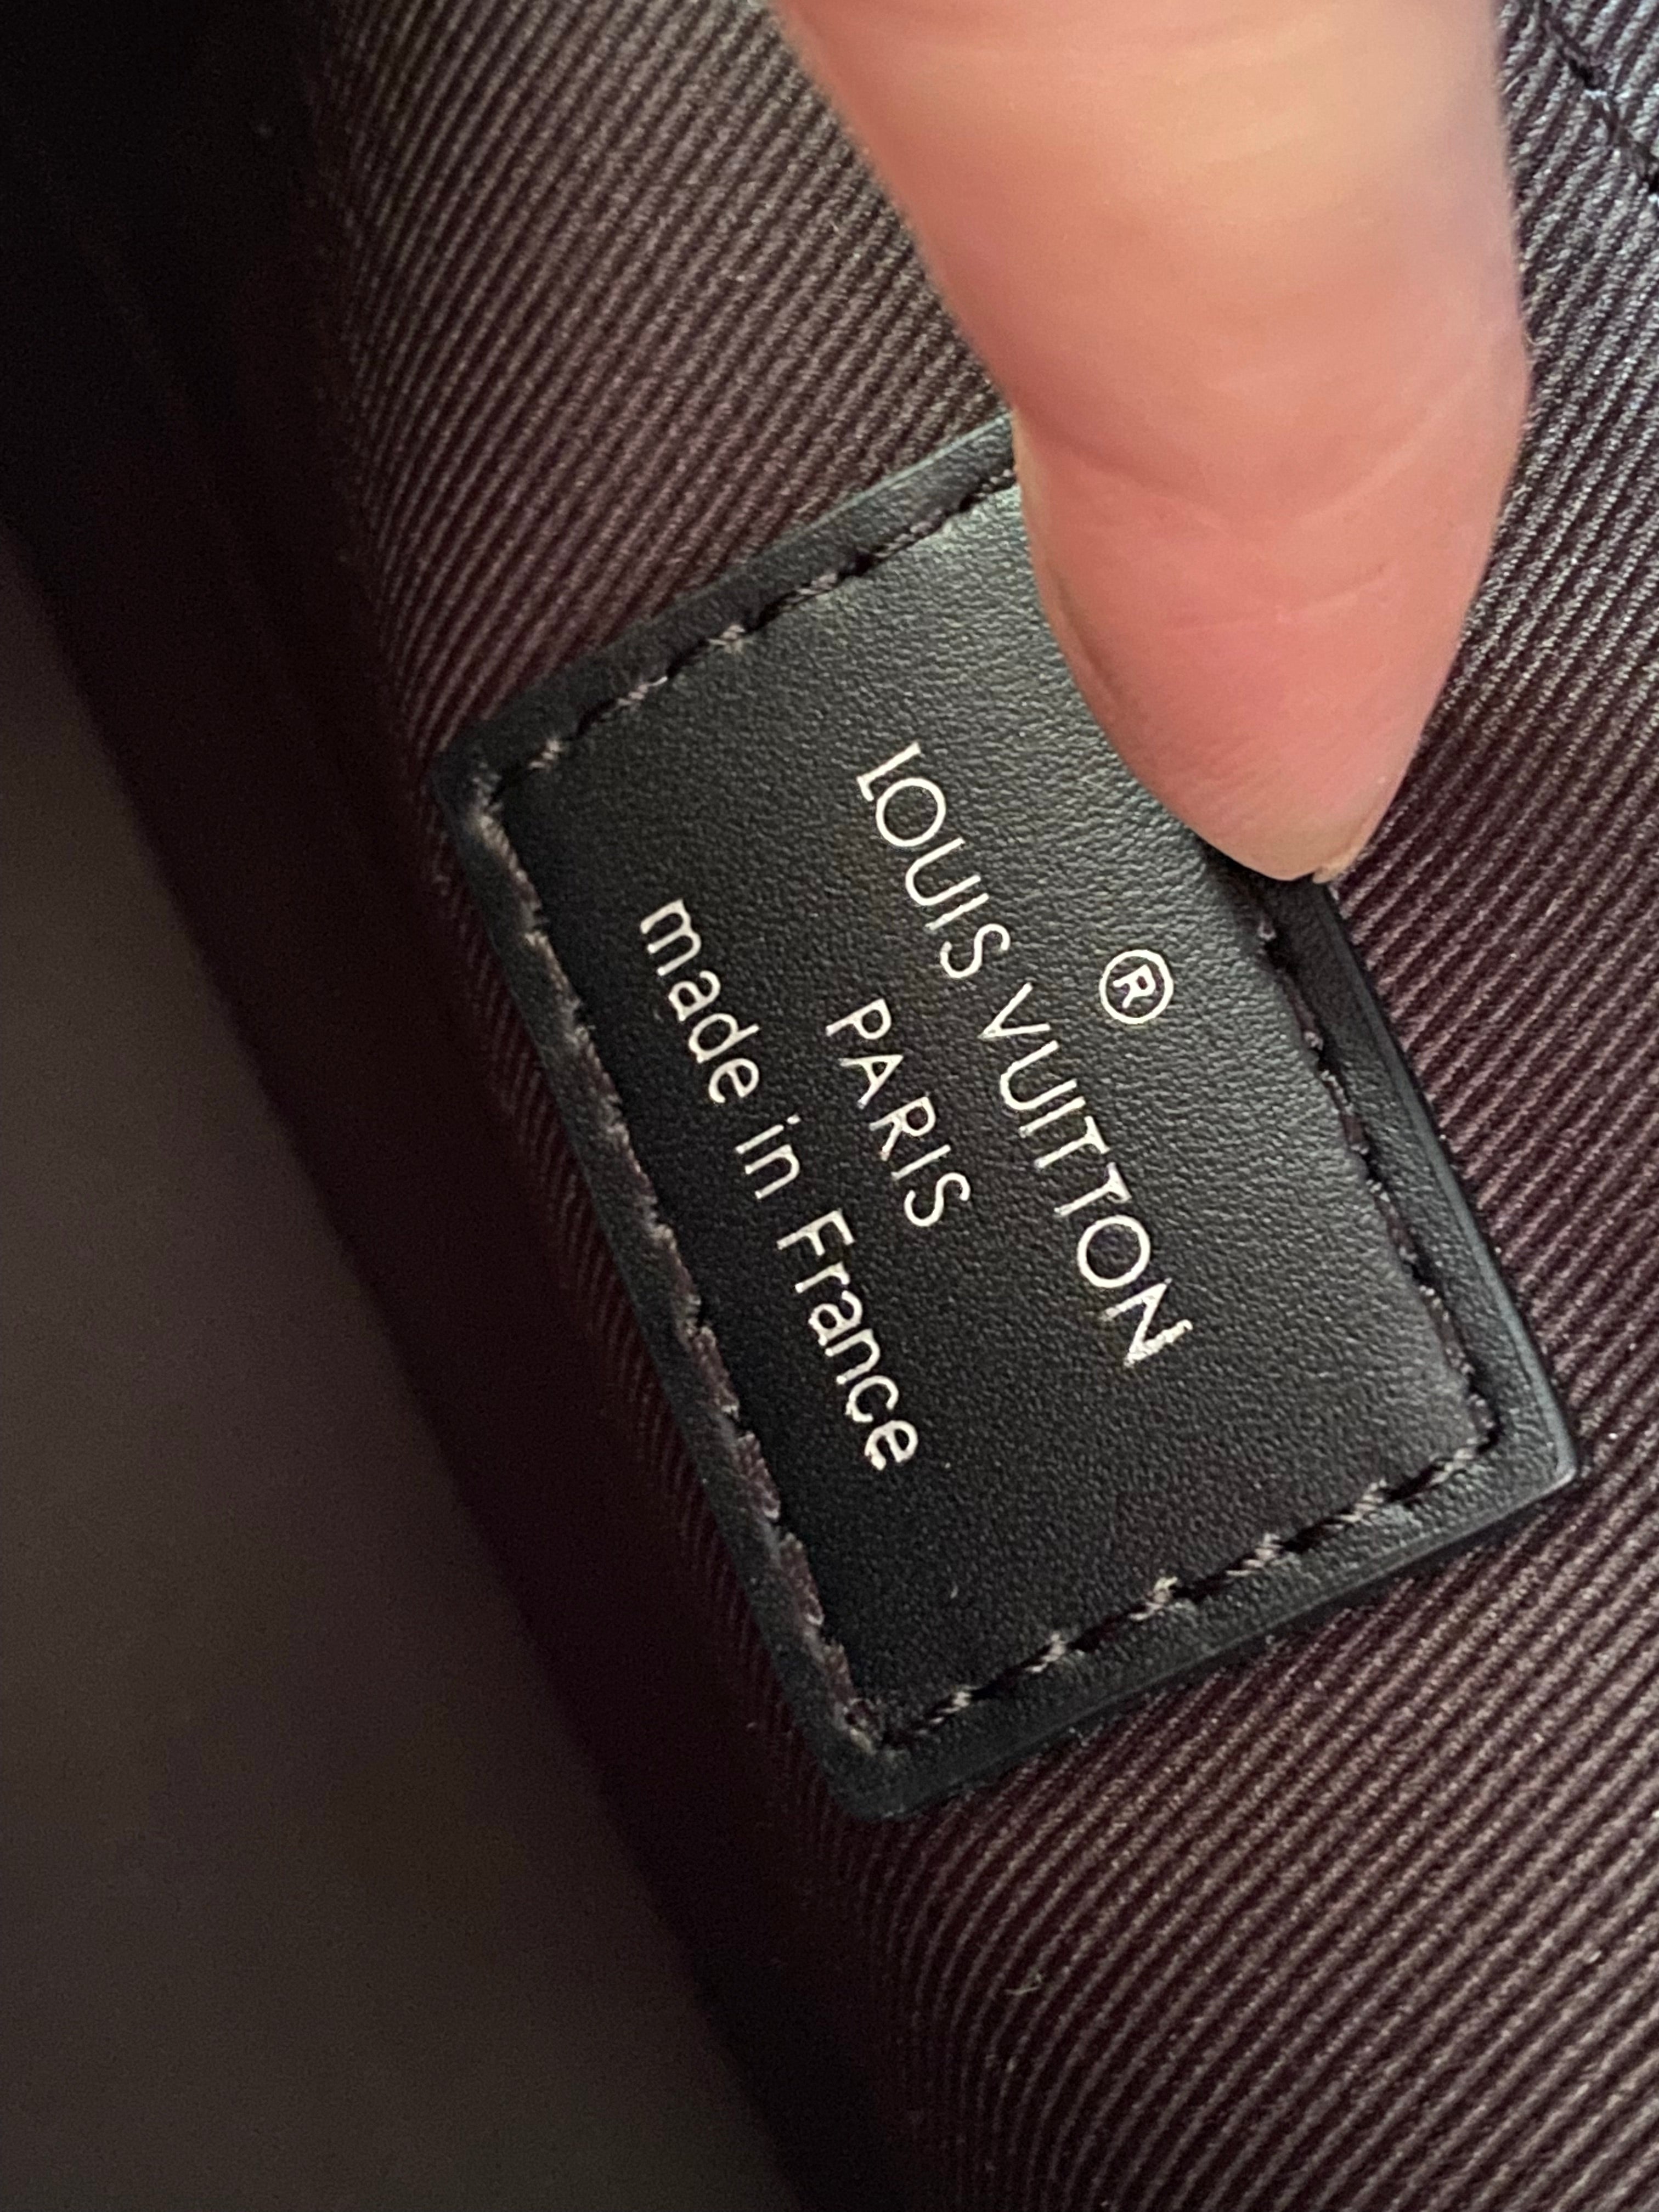 ®
LOUIS VUITTON
PARIS
made in France